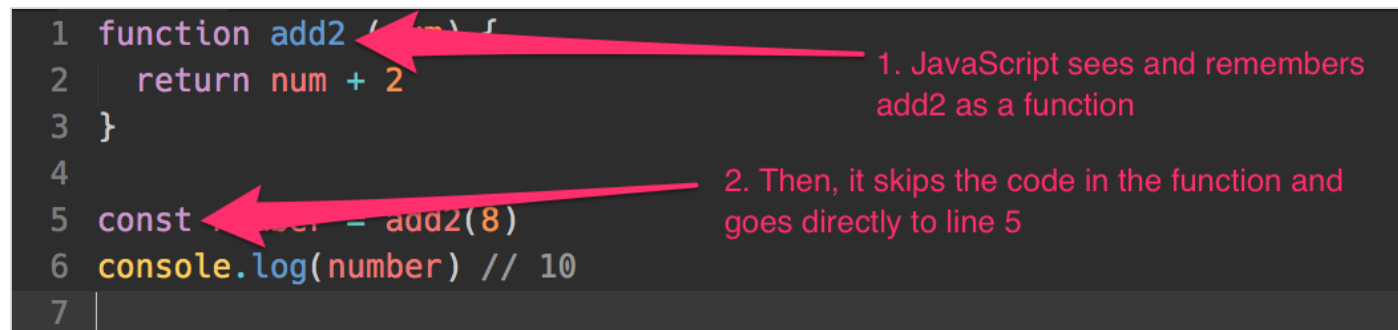 1 function add2 ( ) {
1. JavaScript sees and remembers
add2 as a function
2 return num + 2
3 }
4
2. Then, it skips the code in the function and
goes directly to line 5
5 const number = add2(8)
6 console.log(number) // 10
7